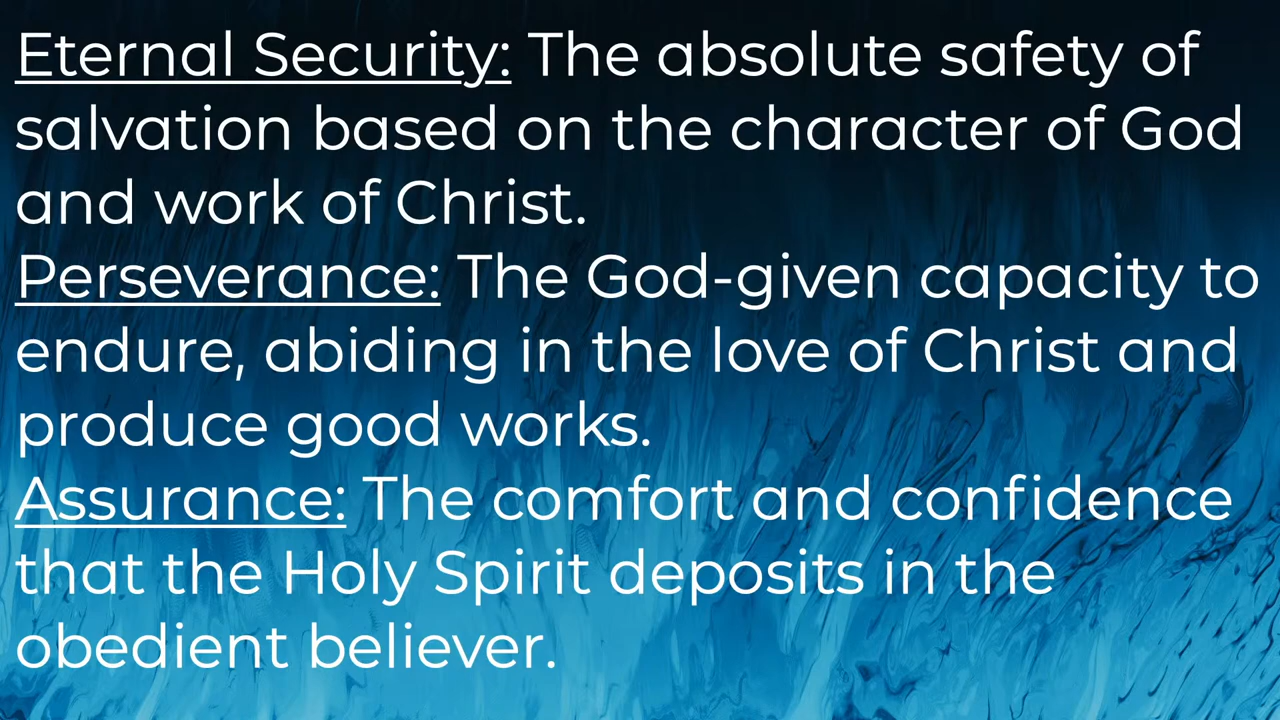 Eternal Security: The absolute safety of
salvation based on the character of God
and work of Christ.
Perseverance: The God-given capacity to
endure, abiding in the love of Christ and
produce good works.
Assurance: The comfort and confidence
that the Holy Spirit deposits in the
obedient believer.